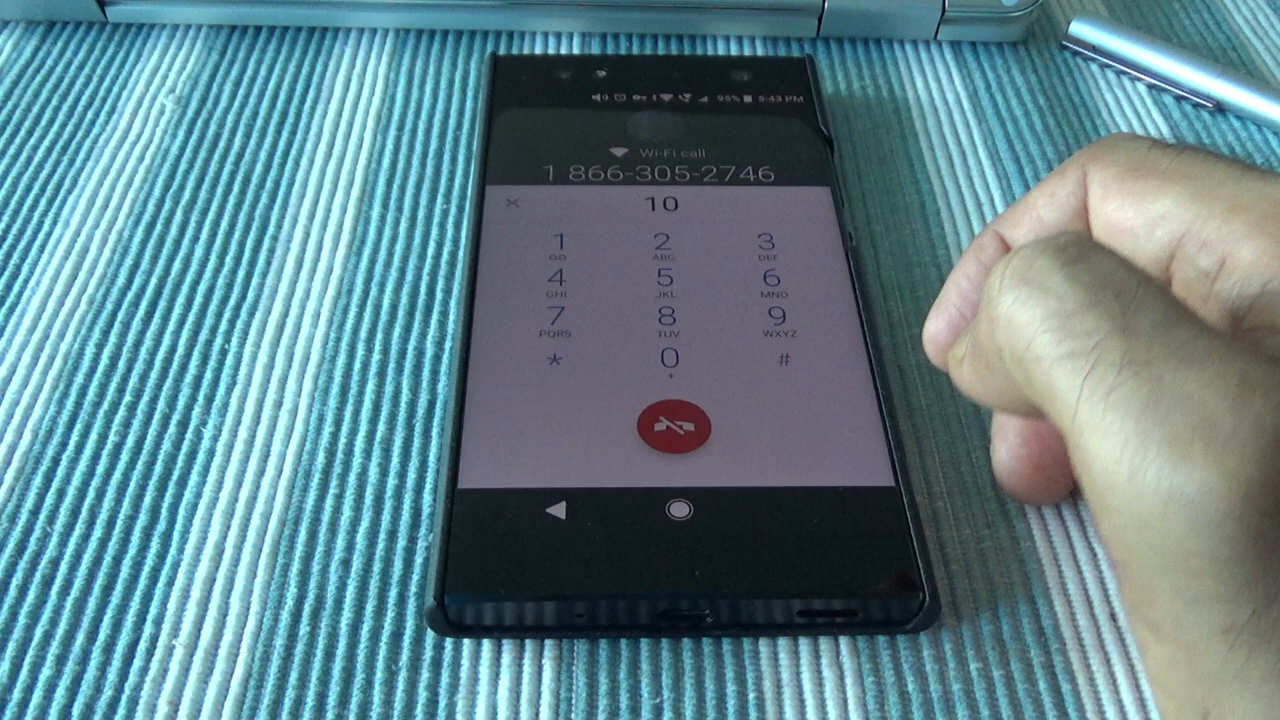 95% 5:43 PM
Wi-Fi call
1 866-305-2746
10
1 2 3
ABC DEF
4 5 6
GHI JKL MNO
7 8 9
PQRS TUV WXYZ
* 0 #
+